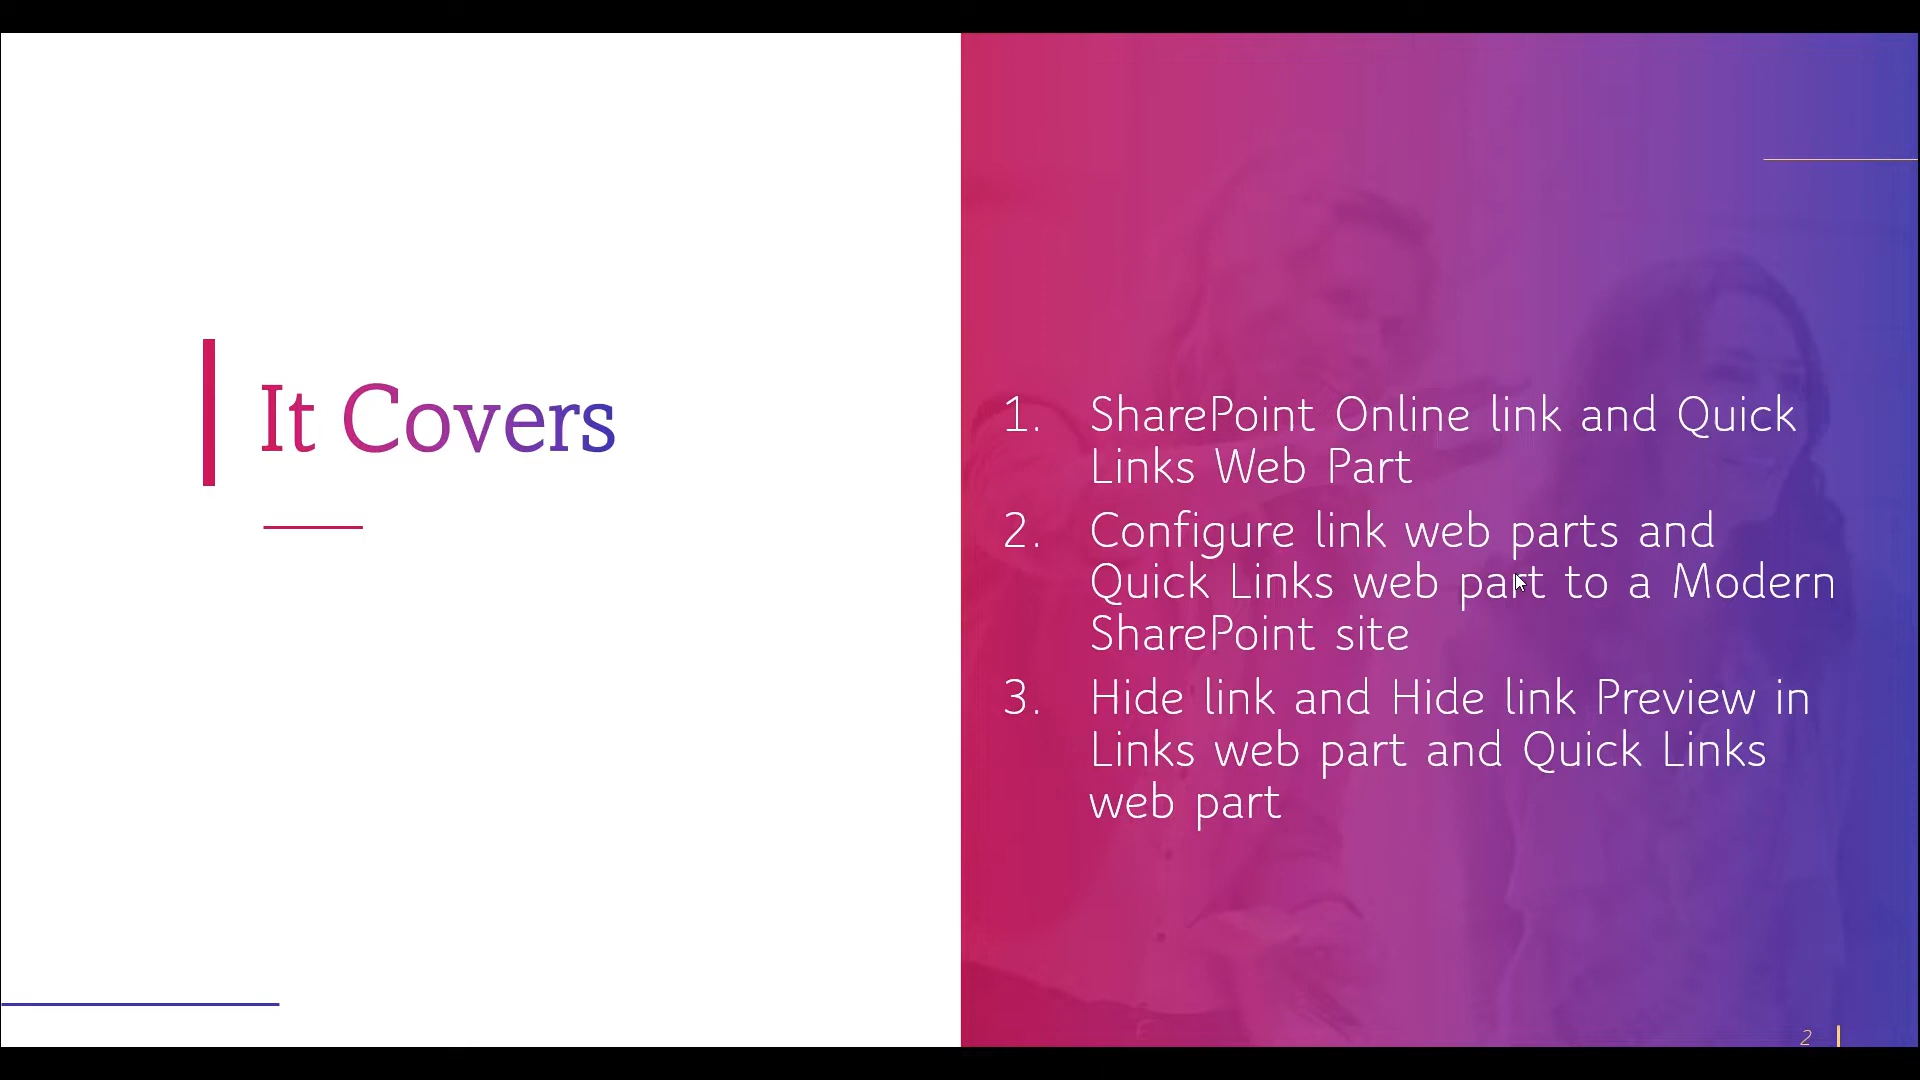 It Covers
1. SharePoint Online link and Quick
Links Web Part
2. Configure link web parts and
Quick Links web part to a Modern
SharePoint site
3. Hide link and Hide link Preview in
Links web part and Quick Links
web part
2